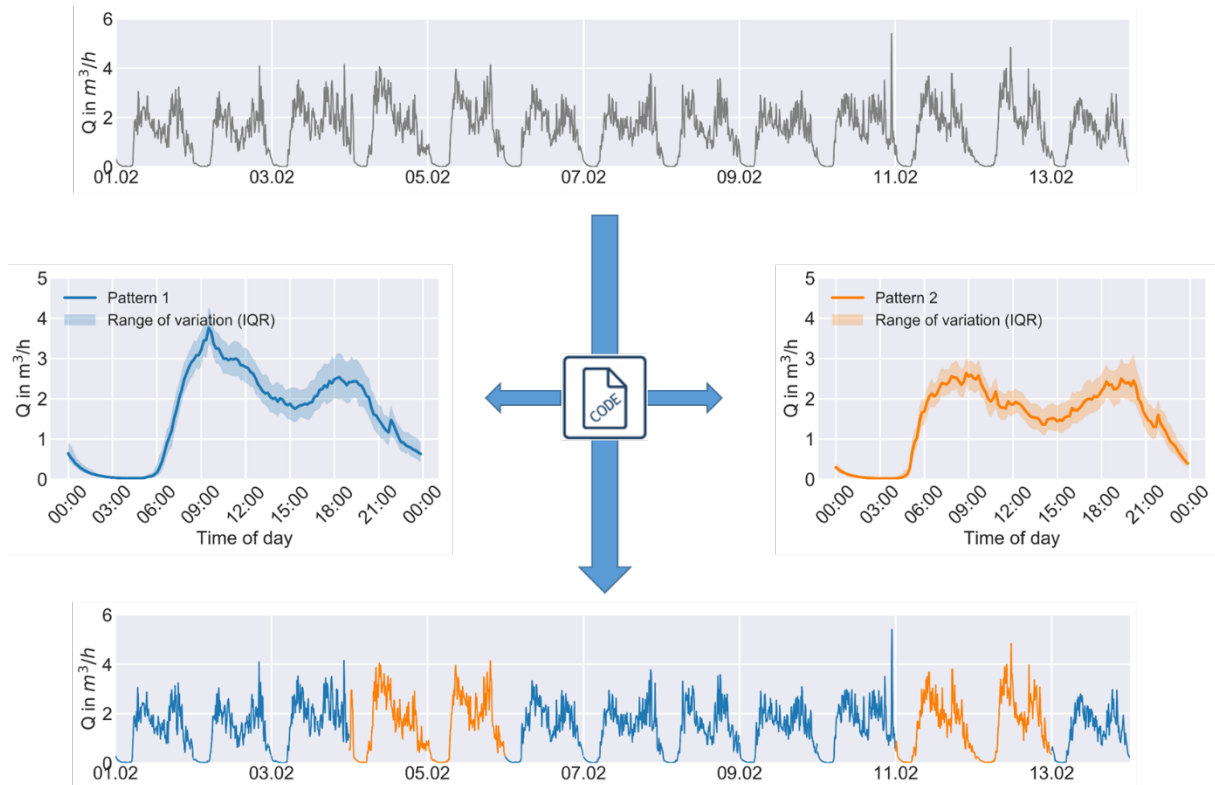 6
4
2
0
Q in m³/h
01.02 03.02 05.02 07.02 09.02 11.02 13.02
5
4
3
2
1
0
Q in m³/h
Pattern 1
Range of variation (IQR)
00:00 03:00 06:00 09:00 12:00 15:00 18:00 21:00 00:00
Time of day
CODE
5
4
3
2
1
0
Q in m³/h
Pattern 2
Range of variation (IQR)
00:00 03:00 06:00 09:00 12:00 15:00 18:00 21:00 00:00
Time of day
6
4
2
0
Q in m³/h
01.02 03.02 05.02 07.02 09.02 11.02 13.02